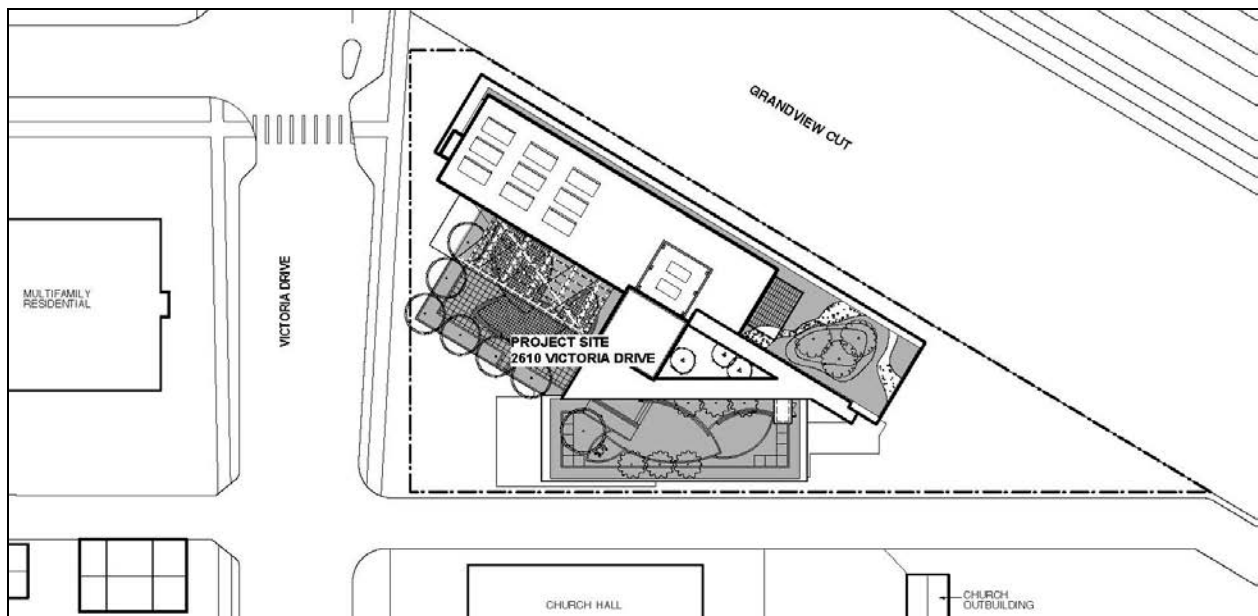 GRANDVIEW CUT
MULTIFAMILY
RESIDENTIAL
VICTORIA DRIVE
PROJECT SITE
2610 VICTORIA DRIVE
CHURCH HALL
CHURCH
OUTBUILDING